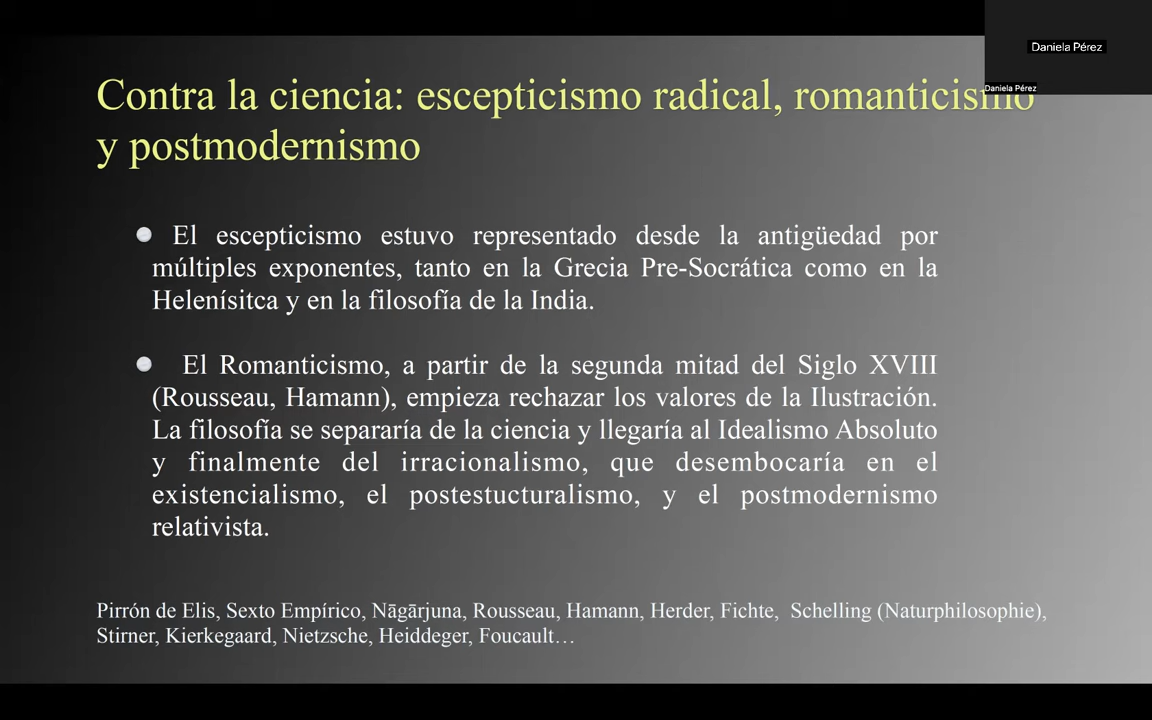 Daniela Pérez
Daniela Pérez
Contra la ciencia: escepticismo radical, romanticismo
y postmodernismo
El escepticismo estuvo representado desde la antigüedad por
múltiples exponentes, tanto en la Grecia Pre-Socrática como en la
Helenísitca y en la filosofía de la India.
El Romanticismo, a partir de la segunda mitad del Siglo XVIII
(Rousseau, Hamann), empieza rechazar los valores de la Ilustración.
La filosofía se separaría de la ciencia y llegaría al Idealismo Absoluto
y finalmente del irracionalismo, que desembocaría en el
existencialismo, el postestucturalismo, y el postmodernismo
relativista.
Pirrón de Elis, Sexto Empírico, Nāgārjuna, Rousseau, Hamann, Herder, Fichte, Schelling (Naturphilosophie),
Stirner, Kierkegaard, Nietzsche, Heiddeger, Foucault…